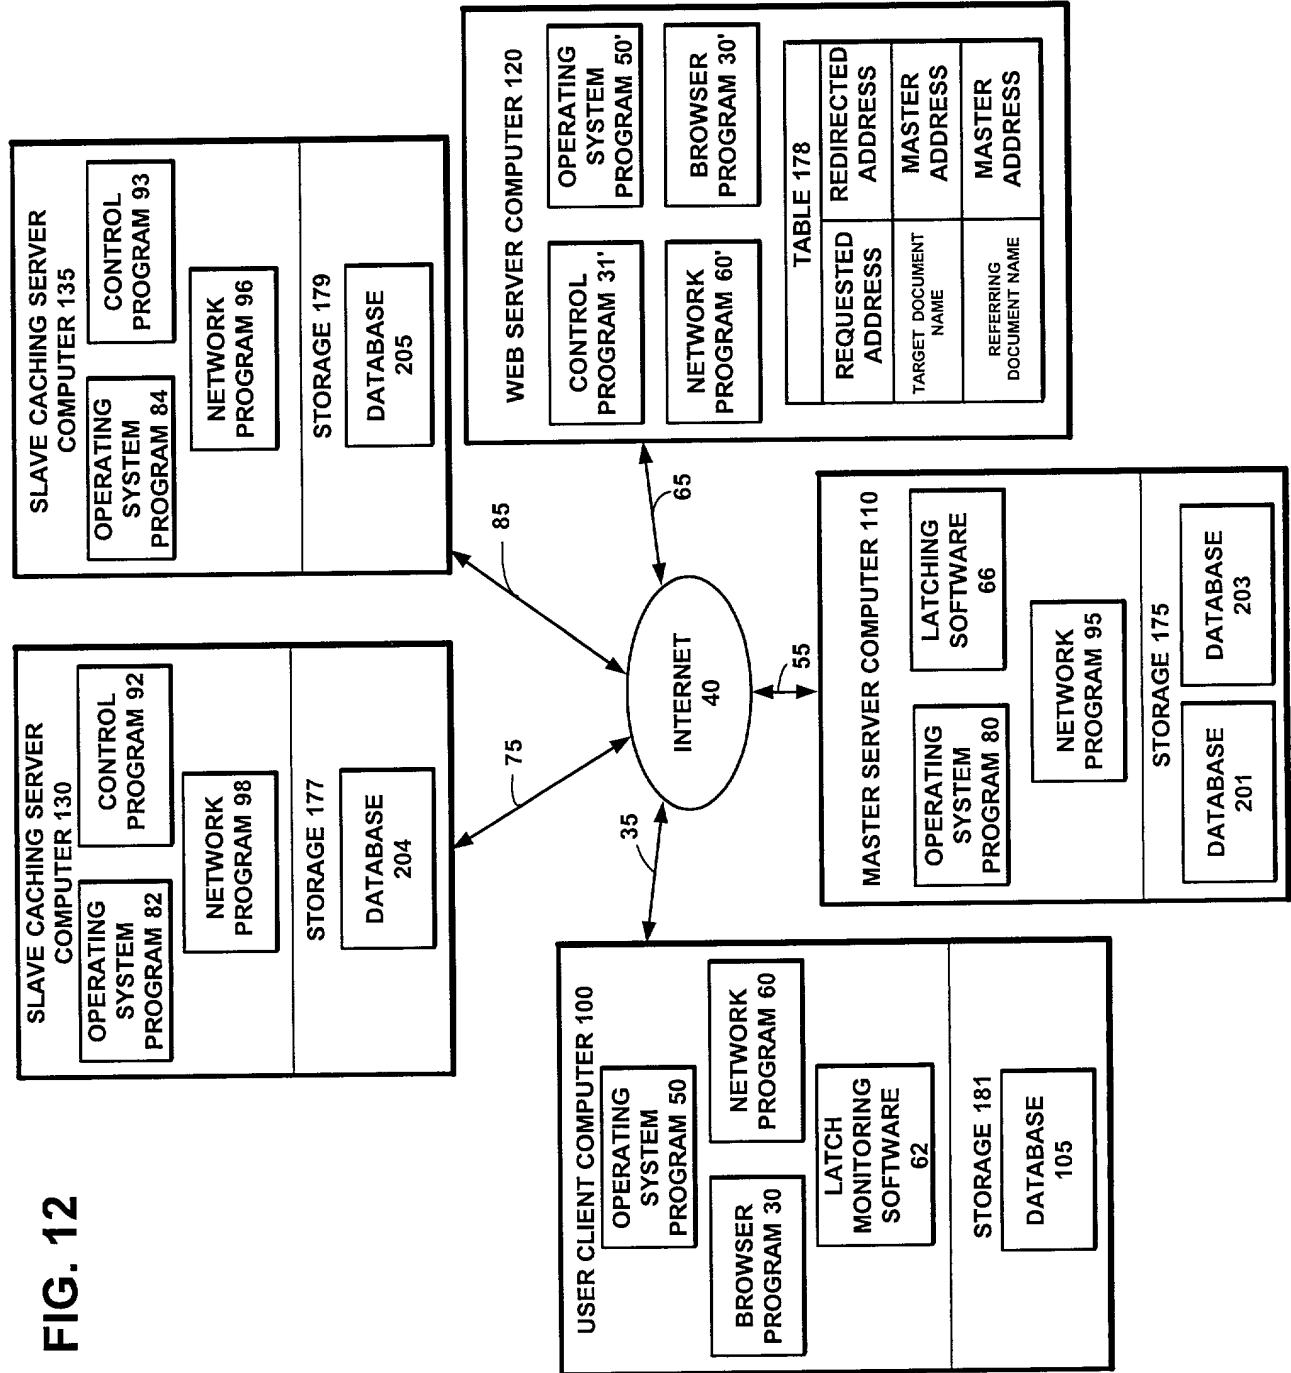 FIG. 12
SLAVE CACHING SERVER
COMPUTER 130
OPERATING
SYSTEM
PROGRAM 82
CONTROL
PROGRAM 92
NETWORK
PROGRAM 98
STORAGE 177
DATABASE
204
SLAVE CACHING SERVER
COMPUTER 135
OPERATING
SYSTEM
PROGRAM 84
CONTROL
PROGRAM 93
NETWORK
PROGRAM 96
STORAGE 179
DATABASE
205
75
85
35
INTERNET
40
65
55
USER CLIENT COMPUTER 100
OPERATING
SYSTEM
PROGRAM 50
BROWSER
PROGRAM 30
NETWORK
PROGRAM 60
LATCH
MONITORING
SOFTWARE
62
STORAGE 181
DATABASE
105
MASTER SERVER COMPUTER 110
OPERATING
SYSTEM
PROGRAM 80
LATCHING
SOFTWARE
66
NETWORK
PROGRAM 95
STORAGE 175
DATABASE
201
DATABASE
203
WEB SERVER COMPUTER 120
CONTROL
PROGRAM 31'
OPERATING
SYSTEM
PROGRAM 50'
NETWORK
PROGRAM 60'
BROWSER
PROGRAM 30'
TABLE 178
REQUESTED
ADDRESS
REDIRECTED
ADDRESS
TARGET DOCUMENT
NAME
MASTER
ADDRESS
REFERRING
DOCUMENT NAME
MASTER
ADDRESS